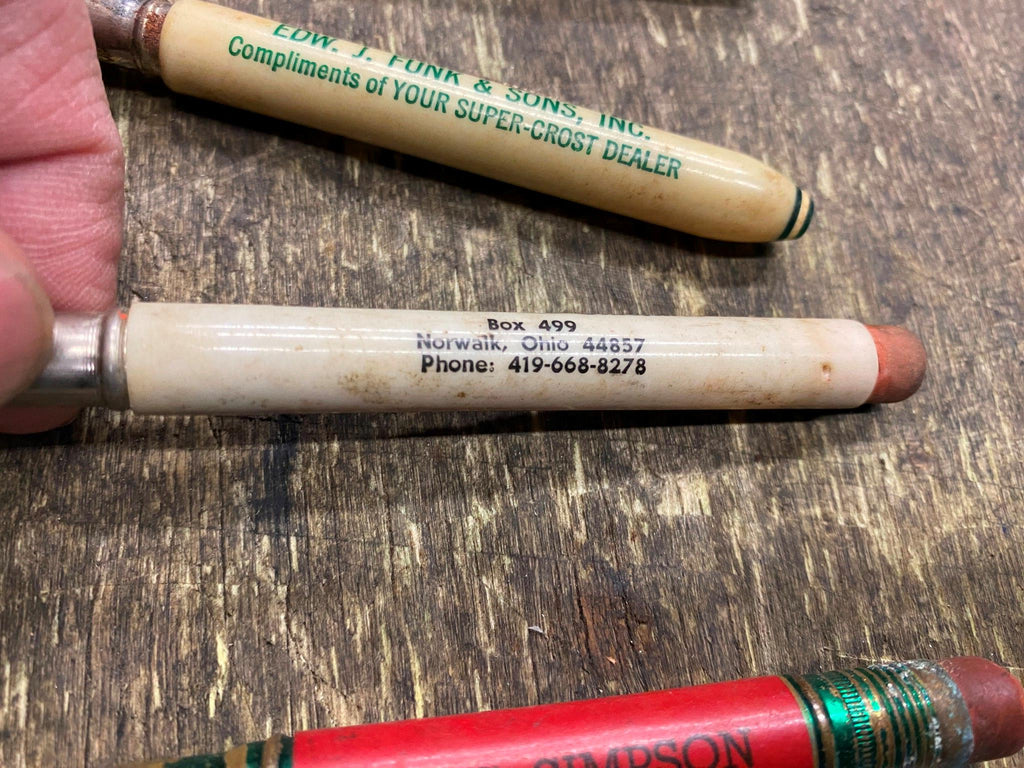 EDW. J. FUNK & SONS, INC.
Compliments of YOUR SUPER-CROST DEALER
Box 499
Norwalk, Ohio 44857
Phone: 419-668-8278
SIMPSON